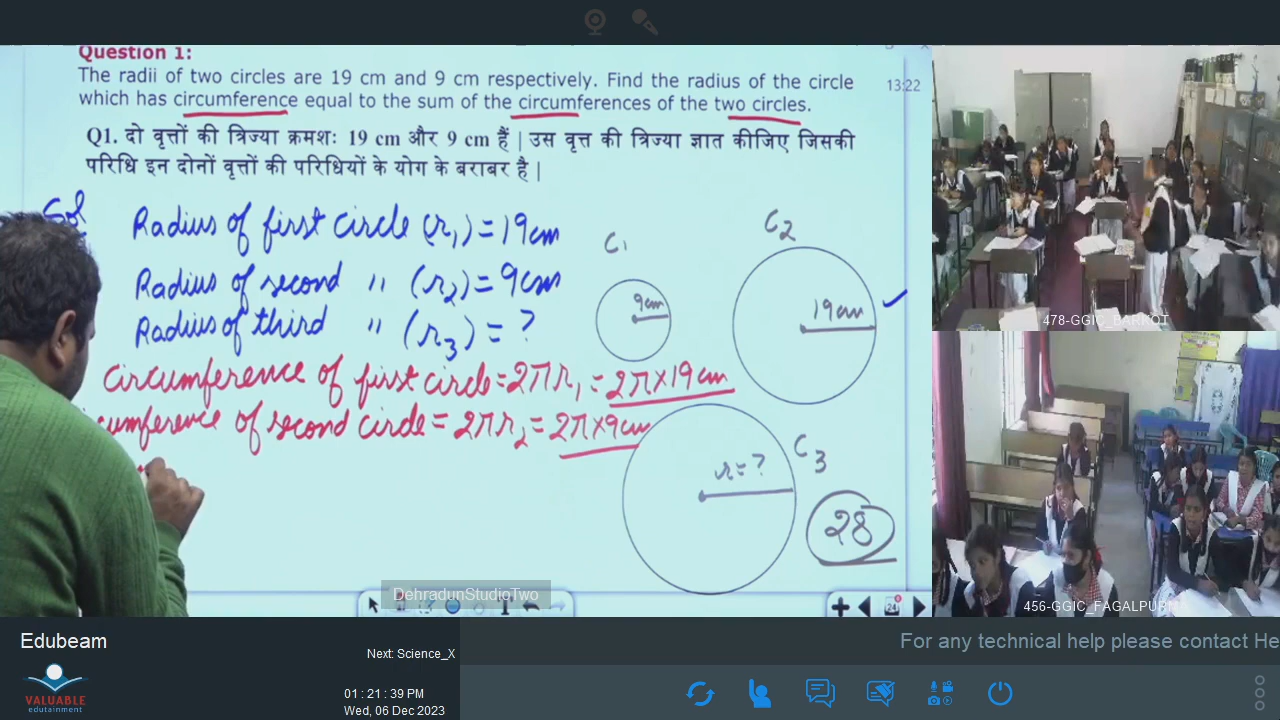 Question 1:
The radii of two circles are 19 cm and 9 cm respectively. Find the radius of the circle
which has circumference equal to the sum of the circumferences of the two circles.
13:22
Q1. दो वृत्तों की त्रिज्या क्रमशः 19 cm और 9 cm हैं | उस वृत्त की त्रिज्या ज्ञात कीजिए जिसकी
परिधि इन दोनों वृत्तों की परिधियों के योग के बराबर है |
Sol
Radius of first circle (r1) = 19cm
Radius of second " (r2) = 9cm
Radius of third " (r3) = ?
Circumference of first circle = 2πr1 = 2π×19cm
cumference of second circle = 2πr2 = 2π×9cm
C1
9cm
C2
19cm
C3
r=?
28
DehradunStudioTwo
24
478-GGIC_BARKOT
456-GGIC_FAGALPURN
Edubeam
For any technical help please contact He
Next: Science_X
VALUABLE
edutainment
01 : 21 : 39 PM
Wed, 06 Dec 2023